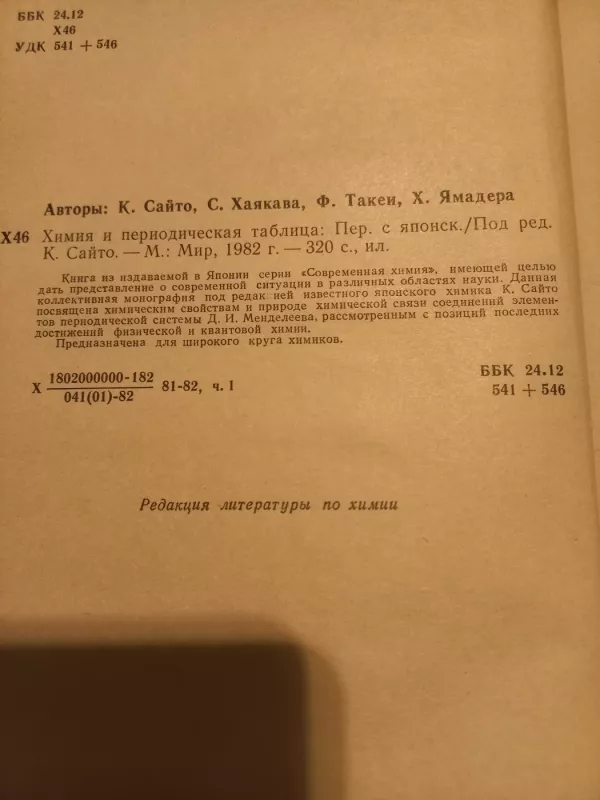 ББК 24.12
Х46
УДК 541 + 546
Авторы: К. Сайто, С. Хаякава, Ф. Такеи, Х. Ямадера
Х46 Химия и периодическая таблица: Пер. с японск./Под ред.
К. Сайто. — М.: Мир, 1982 г. — 320 с., ил.
Книга из издаваемой в Японии серии «Современная химия», имеющей целью
дать представление о современной ситуации в различных областях науки. Данная
коллективная монография под редак ией известного японского химика К. Сайто
посвящена химическим свойствам и природе химической связи соединений элемен-
тов периодической системы Д. И. Менделеева, рассмотренным с позиций последних
достижений физической и квантовой химии.
Предназначена для широкого круга химиков.
Х 1802000000-182
041(01)-82 81-82, ч. 1
ББК 24.12
541 + 546
Редакция литературы по химии